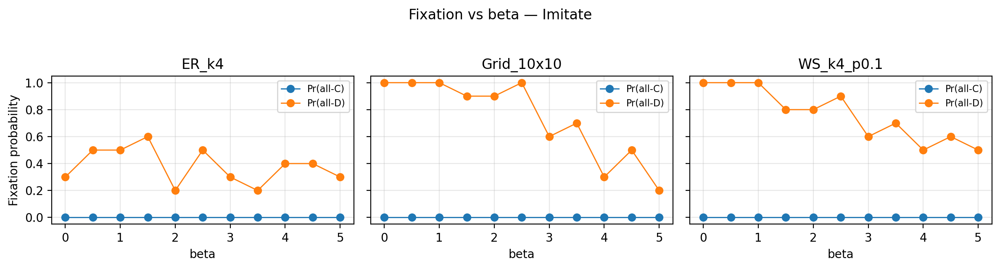 Fixation vs beta — Imitate
ER_k4
Fixation probability
1.0
0.8
0.6
0.4
0.2
0.0
Pr(all-C)
Pr(all-D)
0 1 2 3 4 5
beta
Grid_10x10
Pr(all-C)
Pr(all-D)
0 1 2 3 4 5
beta
WS_k4_p0.1
Pr(all-C)
Pr(all-D)
0 1 2 3 4 5
beta